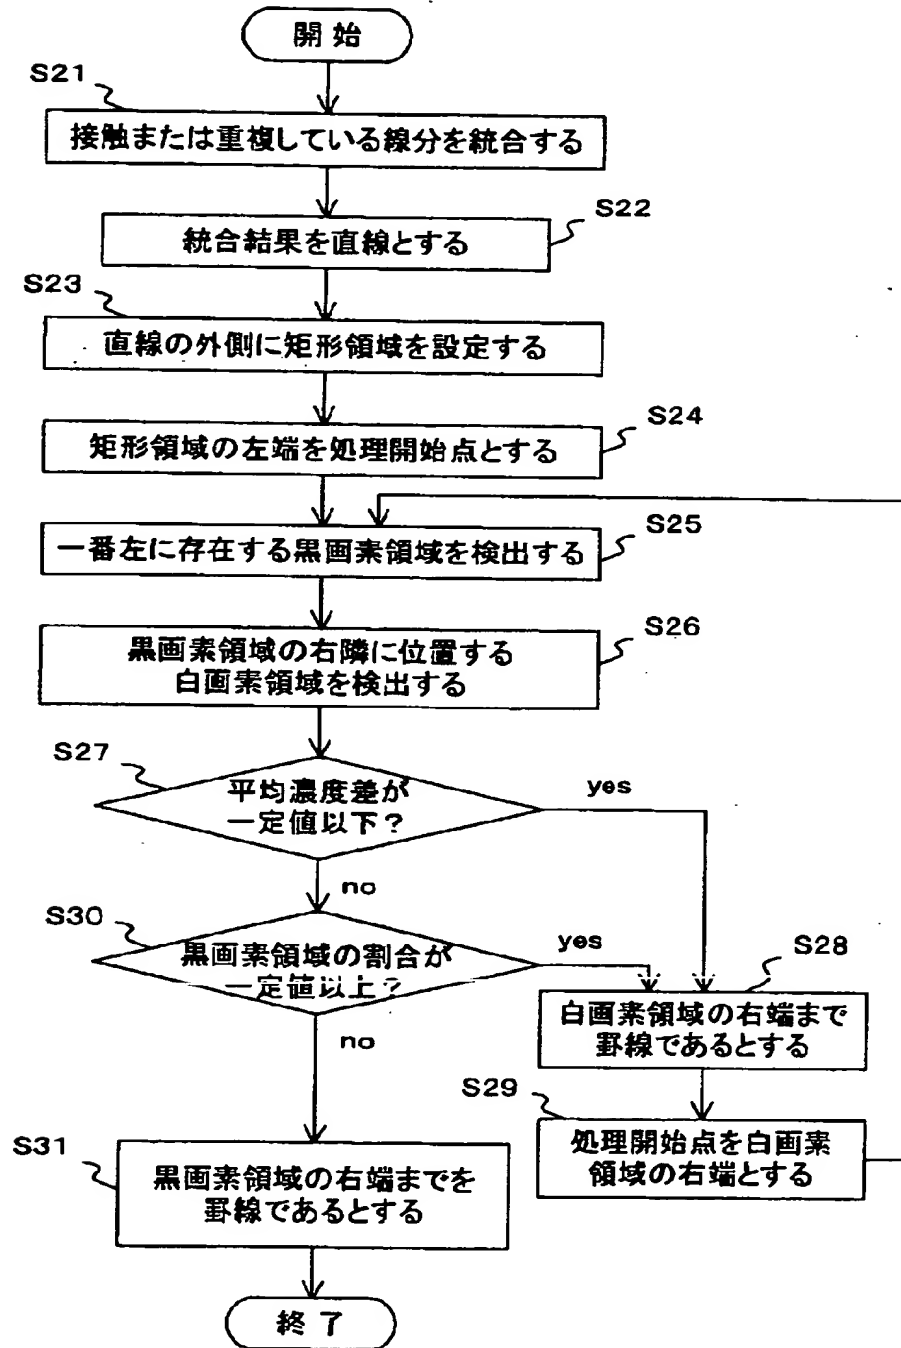 開始
S21
接触または重複している線分を統合する
S22
統合結果を直線とする
S23
直線の外側に矩形領域を設定する
S24
矩形領域の左端を処理開始点とする
S25
一番左に存在する黒画素領域を検出する
S26
黒画素領域の右隣に位置する
白画素領域を検出する
S27
平均濃度差が
一定値以下?
yes
no
S30
黒画素領域の割合が
一定値以上?
yes
no
S28
白画素領域の右端まで
罫線であるとする
S29
処理開始点を白画素
領域の右端とする
S31
黒画素領域の右端までを
罫線であるとする
終了